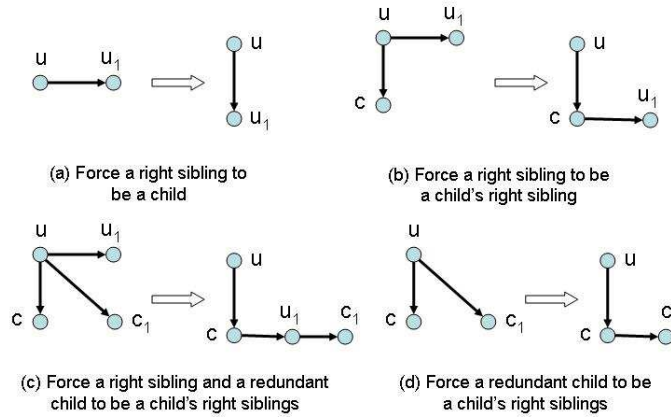 u u₁
u
u₁
(a) Force a right sibling to
be a child
u u₁
c
u
c u₁
(b) Force a right sibling to be
a child's right sibling
u u₁
c c₁
u
c u₁ c₁
(c) Force a right sibling and a redundant
child to be a child's right siblings
u
c c₁
u
c c
(d) Force a redundant child to be
a child's right siblings